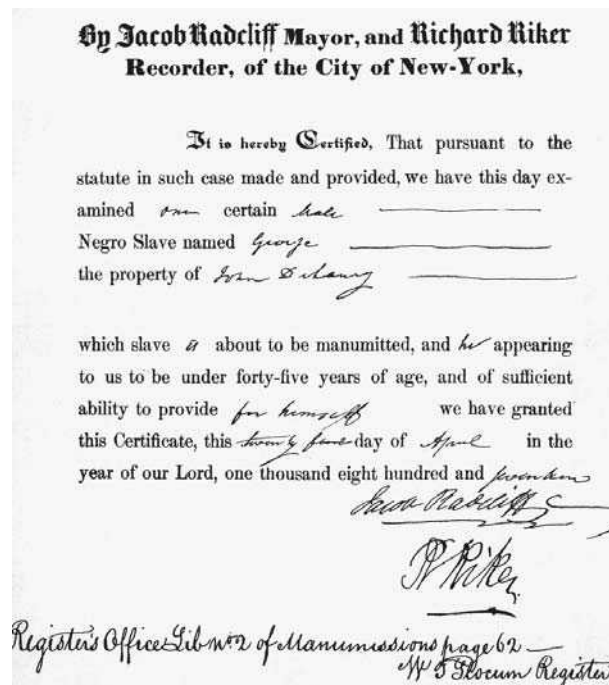 By Jacob Radcliff Mayor, and Richard Riker
Recorder, of the City of New-York,
It is hereby Certified, That pursuant to the
statute in such case made and provided, we have this day ex-
amined one certain male
Negro Slave named George
the property of John
which slave is about to be manumitted, and he appearing
to us to be under forty-five years of age, and of sufficient
ability to provide for himself we have granted
this Certificate, this twenty day of April in the
year of our Lord, one thousand eight hundred and
Jacob Radcliff
R Riker
Register's Office Lib No 2 of Manumissions page 62
W Slocum Register